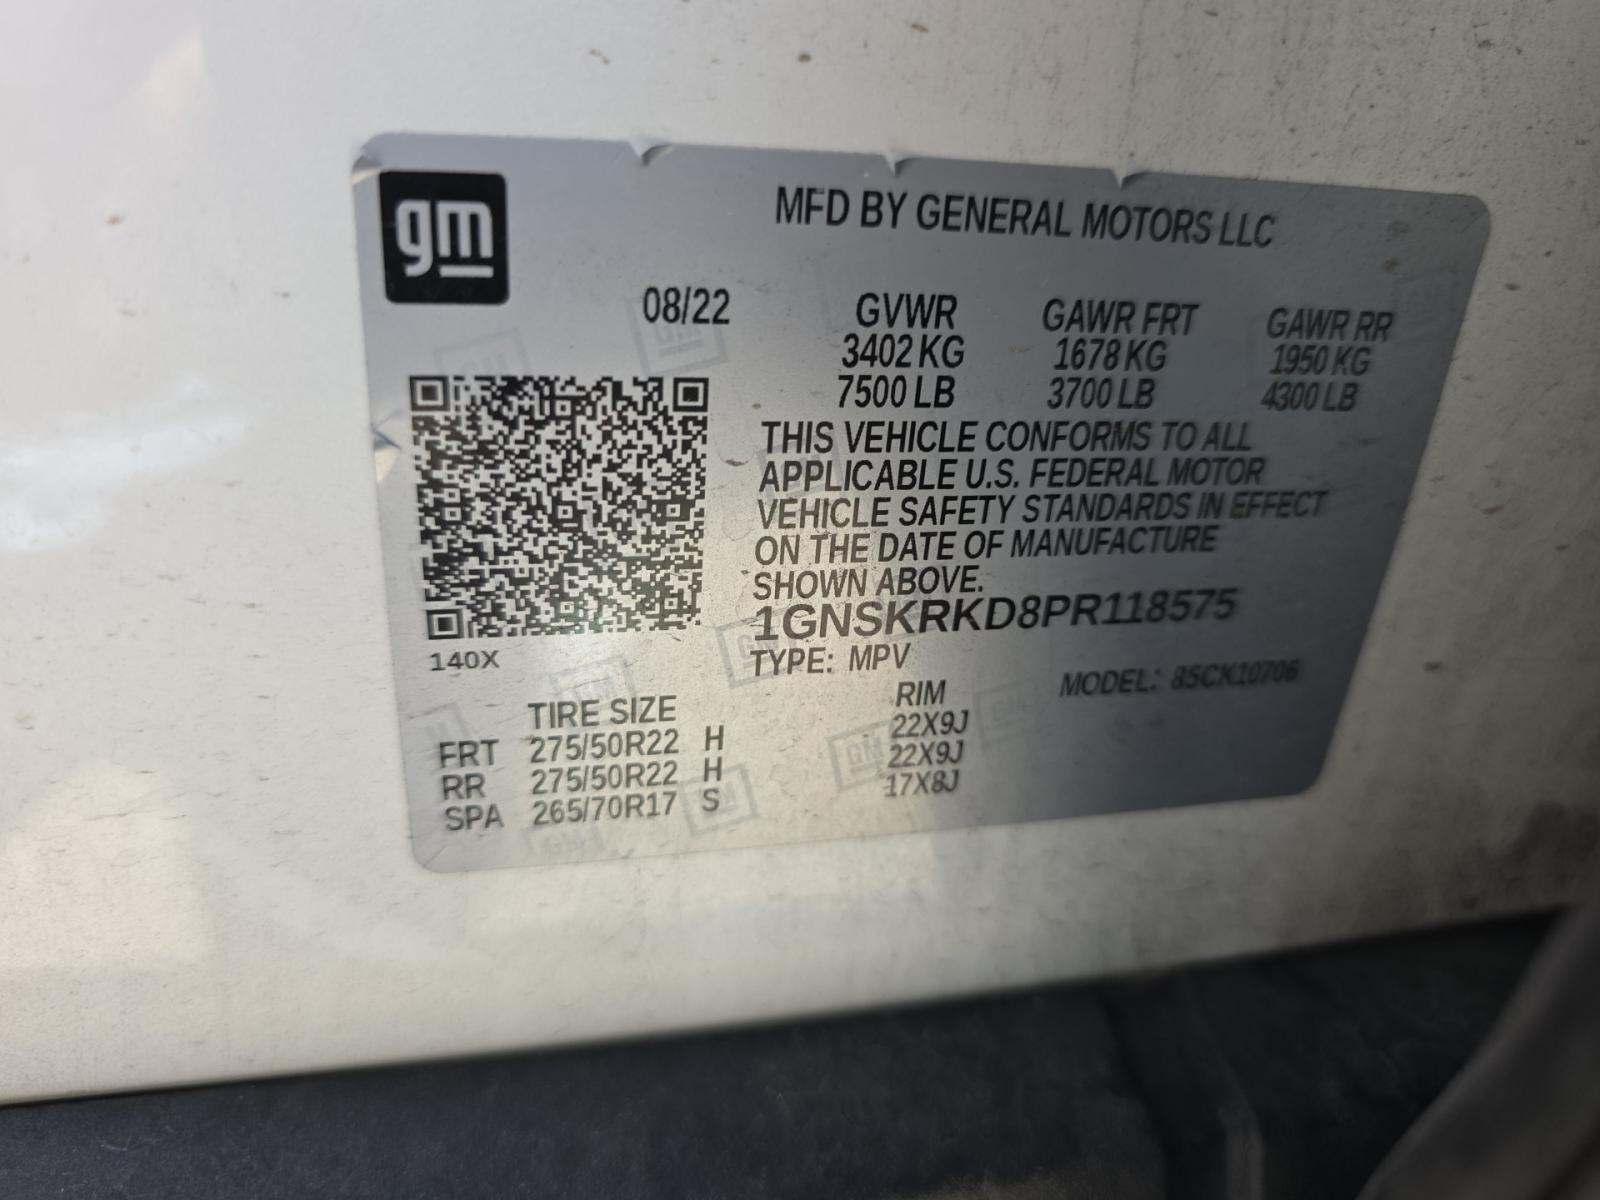 gm
MFD BY GENERAL MOTORS LLC
08/22 GVWR GAWR FRT GAWR RR
3402 KG 1678 KG 1950 KG
7500 LB 3700 LB 4300 LB
THIS VEHICLE CONFORMS TO ALL
APPLICABLE U.S. FEDERAL MOTOR
VEHICLE SAFETY STANDARDS IN EFFECT
ON THE DATE OF MANUFACTURE
SHOWN ABOVE.
1GNSKRKD8PR118575
140X
TYPE: MPV MODEL:
TIRE SIZE RIM
FRT 275/50R22 H 22X9J
RR 275/50R22 H 22X9J
SPA 265/70R17 S 17X8J